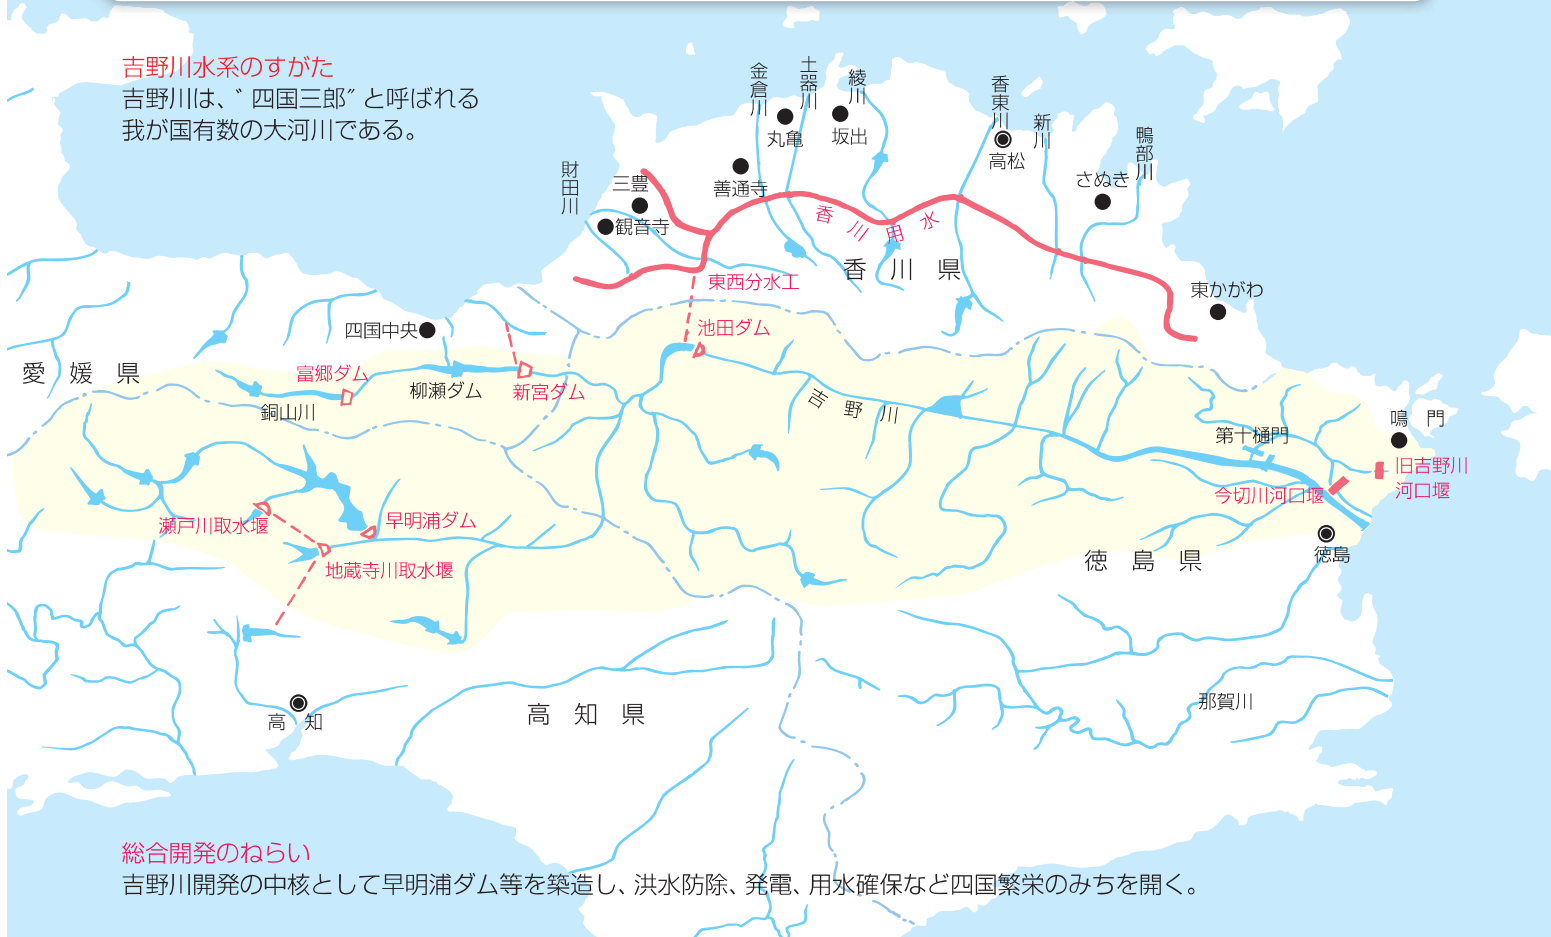 吉野川水系のすがた
吉野川は、〝四国三郎〟と呼ばれる
我が国有数の大河川である。
金倉川
土器川
綾川
香東川
新川
鴨部川
財田川
丸亀
坂出
高松
さぬき
善通寺
三豊
観音寺
香川用水
香川県
東西分水工
東かがわ
池田ダム
四国中央
愛媛県
富郷ダム
柳瀬ダム
新宮ダム
銅山川
吉野川
鳴門
第十樋門
旧吉野川
河口堰
今切川河口堰
瀬戸川取水堰
早明浦ダム
地蔵寺川取水堰
徳島県
徳島
高知
高知県
那賀川
総合開発のねらい
吉野川開発の中核として早明浦ダム等を築造し、洪水防除、発電、用水確保など四国繁栄のみちを開く。